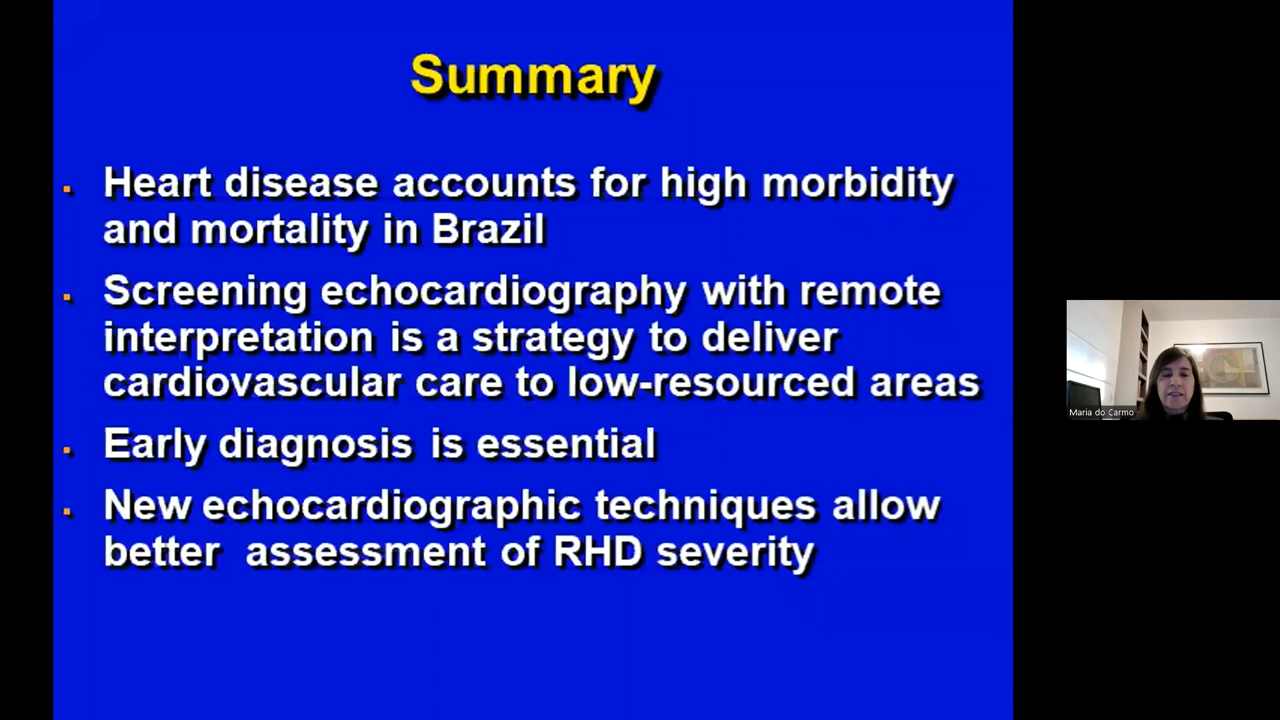 Summary
Heart disease accounts for high morbidity
and mortality in Brazil
Screening echocardiography with remote
interpretation is a strategy to deliver
cardiovascular care to low-resourced areas
Early diagnosis is essential
New echocardiographic techniques allow
better assessment of RHD severity
Maria do Carmo